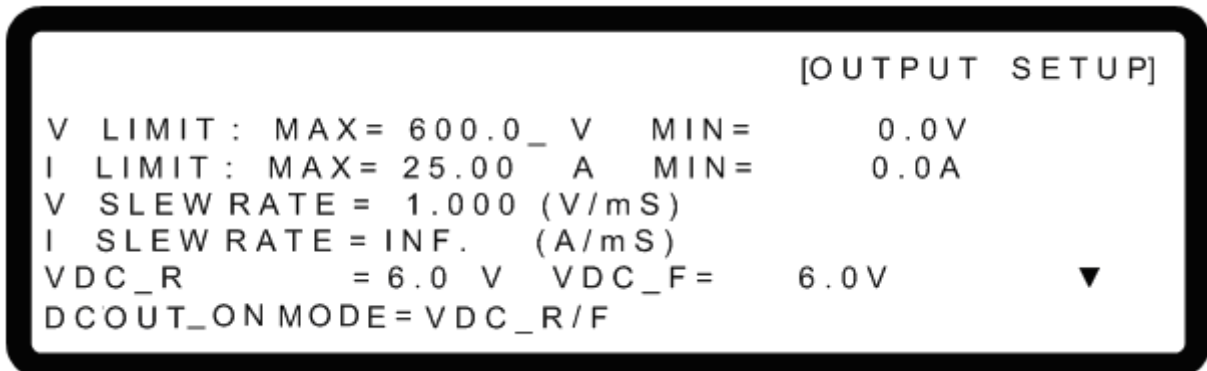 [OUTPUT SETUP]
V LIMIT: MAX= 600.0_ V MIN= 0.0V
I LIMIT: MAX= 25.00 A MIN= 0.0A
V SLEW RATE = 1.000 (V/mS)
I SLEW RATE = INF. (A/mS)
VDC_R = 6.0 V VDC_F= 6.0V ▼
DCOUT_ON MODE= VDC_R/F